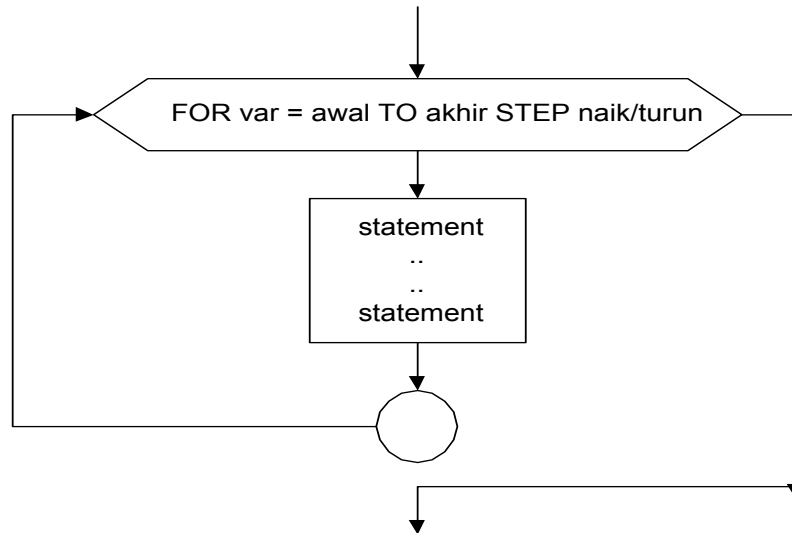 FOR var = awal TO akhir STEP naik/turun
statement
..
..
statement